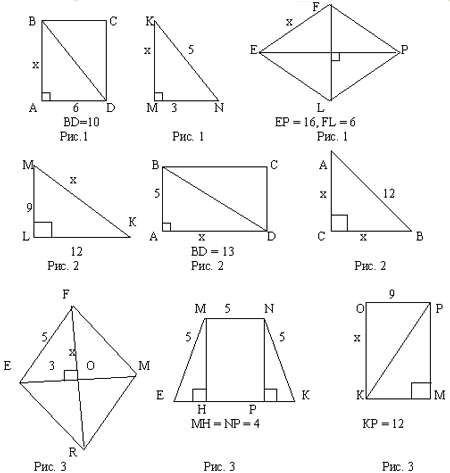 B C K F
x x 5 x E P
A 6 D M 3 N L
BD=10 EP = 16, FL = 6
Рис.1 Рис. 1 Рис. 1
M x B C A
9 K 5 x 12
L 12 A x D C x B
BD = 13
Рис. 2 Рис. 2 Рис. 2
F M 5 N O 9 P
5 x 5 5 x
E 3 O M
E H P K K M
R MH = NP = 4 KP = 12
Рис. 3 Рис. 3 Рис. 3